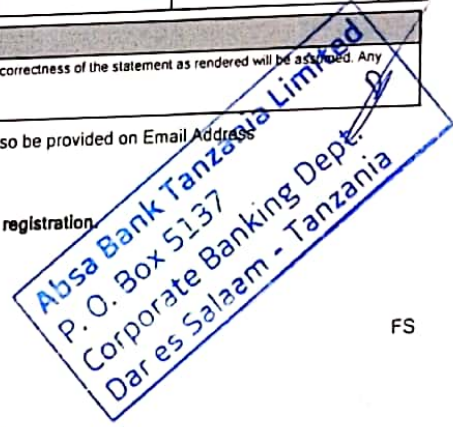 correctness of the statement as rendered will be assumed. Any
so be provided on Email Address
registration.
Absa Bank Tanzania Limited
P. O. Box 5137
Corporate Banking Dept.
Dar es Salaam - Tanzania
FS